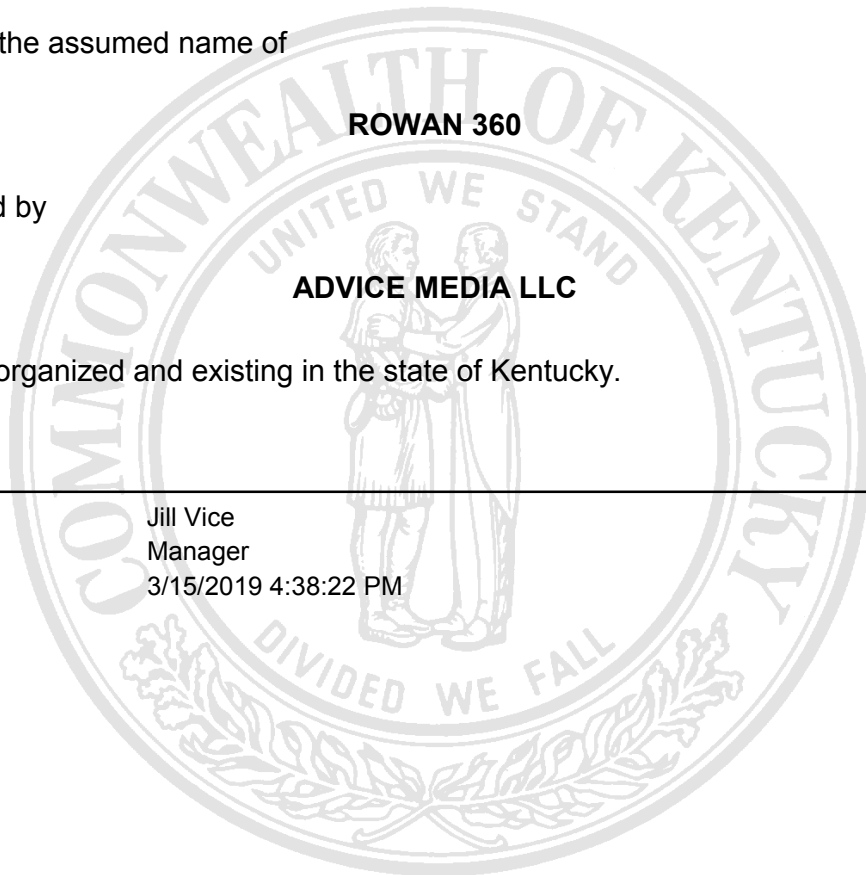 the assumed name of
ROWAN 360
d by
ADVICE MEDIA LLC
organized and existing in the state of Kentucky.
Jill Vice
Manager
3/15/2019 4:38:22 PM
COMMONWEALTH OF KENTUCKY
UNITED WE STAND
DIVIDED WE FALL